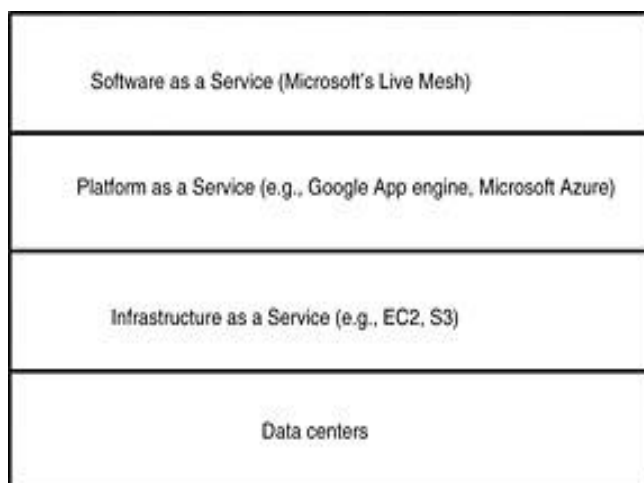 Software as a Service (Microsoft's Live Mesh)
Platform as a Service (e.g., Google App engine, Microsoft Azure)
Infrastructure as a Service (e.g., EC2, S3)
Data centers